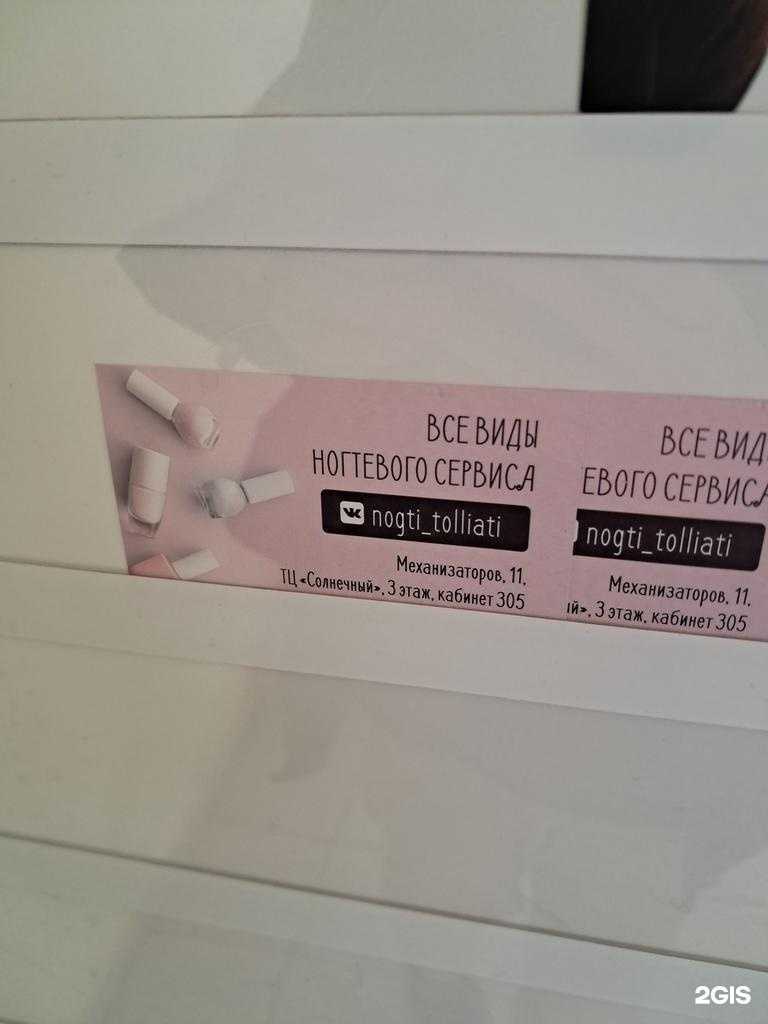 ВСЕ ВИДЫ
НОГТЕВОГО СЕРВИСА
nogti_tolliati
Механизаторов, 11,
ТЦ «Солнечный», 3 этаж, кабинет 305
ВСЕ ВИД
ЕВОГО СЕРВИСА
nogti_tolliati
Механизаторов, 11,
ый», 3 этаж, кабинет 305
2GIS